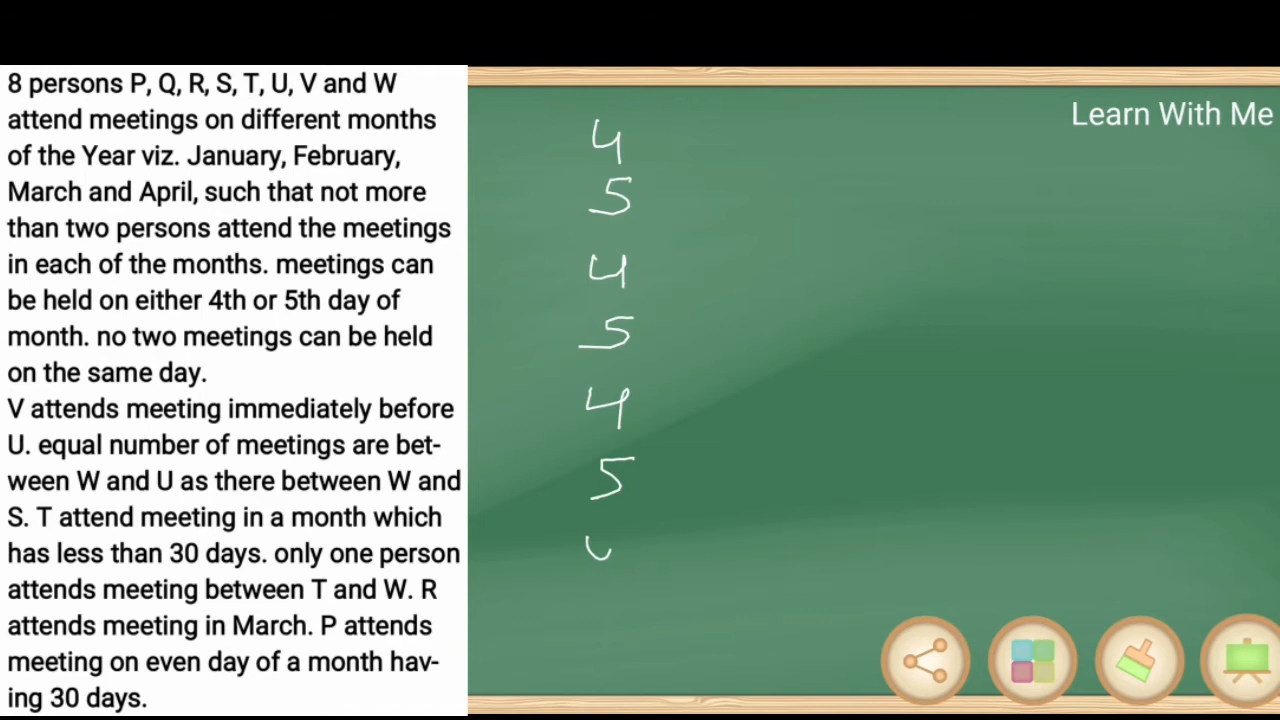 8 persons P, Q, R, S, T, U, V and W
attend meetings on different months
of the Year viz. January, February,
March and April, such that not more
than two persons attend the meetings
in each of the months. meetings can
be held on either 4th or 5th day of
month. no two meetings can be held
on the same day.
V attends meeting immediately before
U. equal number of meetings are bet-
ween W and U as there between W and
S. T attend meeting in a month which
has less than 30 days. only one person
attends meeting between T and W. R
attends meeting in March. P attends
meeting on even day of a month hav-
ing 30 days.
Learn With Me
4
5
4
5
4
5